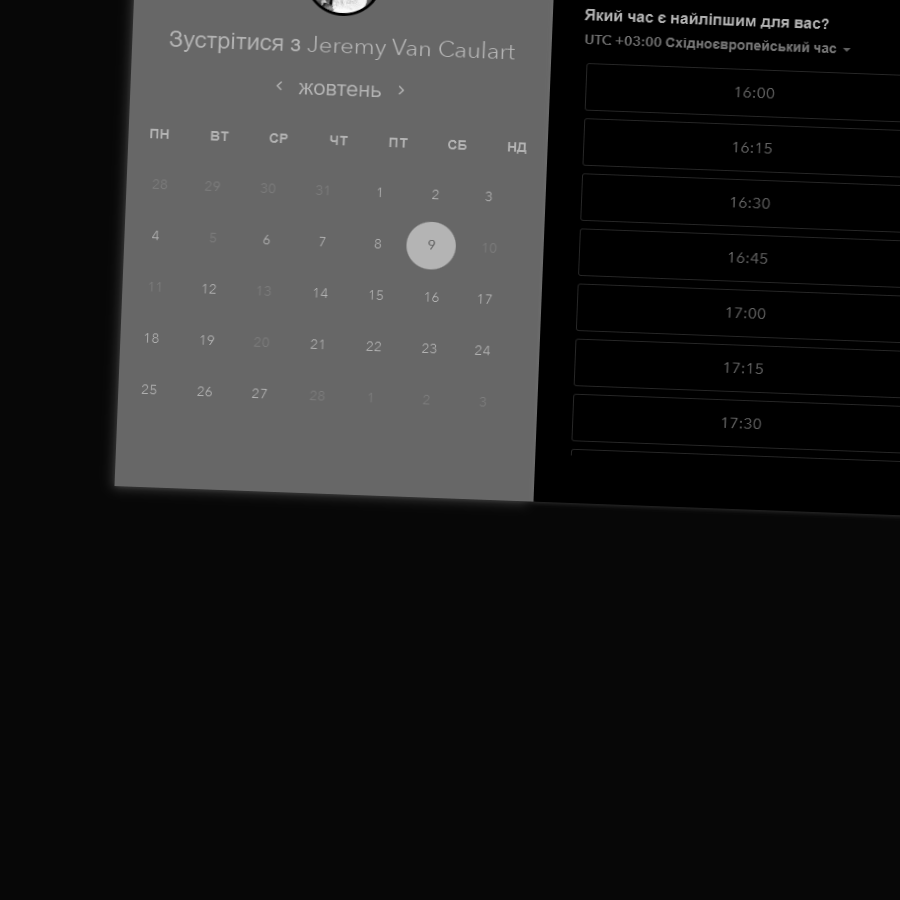 Зустрітися з Jeremy Van Caulart
жовтень
ПН ВТ СР ЧТ ПТ СБ НД
28 29 30 31 1 2 3
4 5 6 7 8 9 10
11 12 13 14 15 16 17
18 19 20 21 22 23 24
25 26 27 28 1 2 3
Який час є найліпшим для вас?
UTC +03:00 Східноєвропейський час
16:00
16:15
16:30
16:45
17:00
17:15
17:30